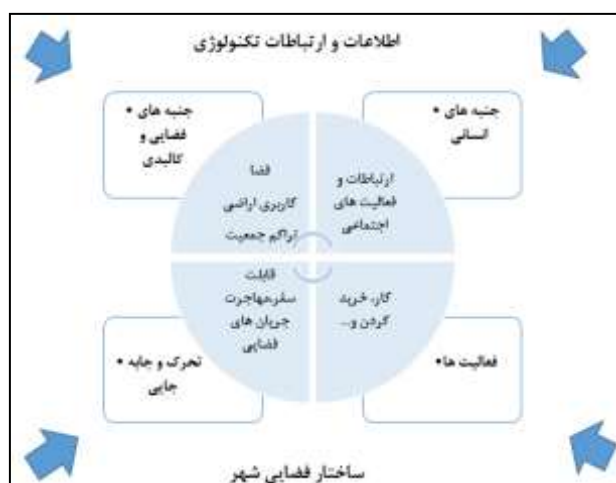 اطلاعات و ارتباطات تکنولوژی
جنبه های •
انسانی
جنبه های •
فضایی و
کالبدی
ارتباطات و
فعالیت های
اجتماعی
فضا
کاربری اراضی
تراکم جمعیت
کار، خرید
کردن و...
قابلت
سفر،مهاجرت
جریان های
فضایی
فعالیت ها•
تحرک و جابه •
جایی
ساختار فضایی شهر